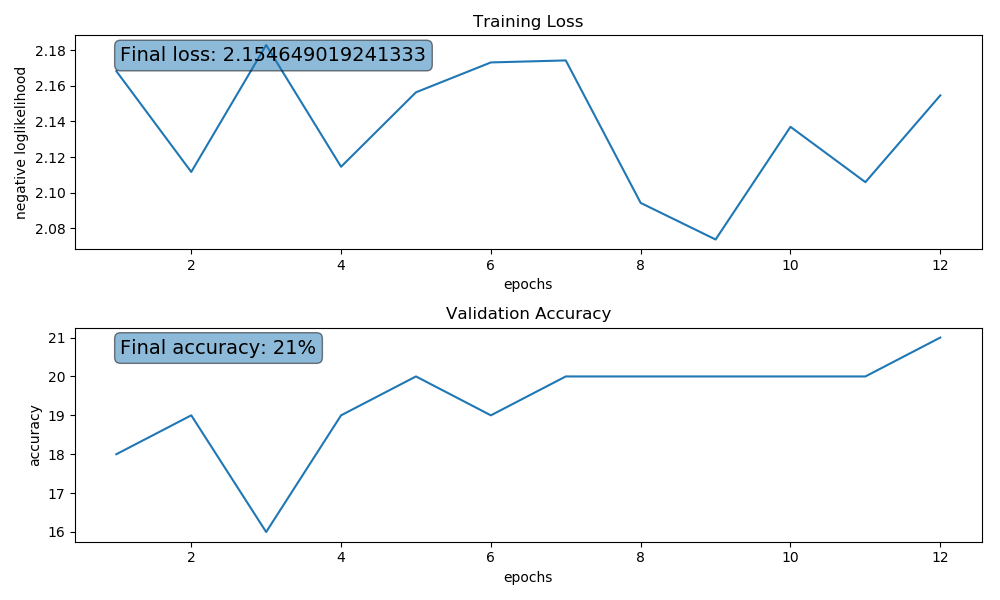 Training Loss
Final loss: 2.154649019241333
negative loglikelihood
2.18
2.16
2.14
2.12
2.10
2.08
2 4 6 8 10 12
epochs
Validation Accuracy
Final accuracy: 21%
accuracy
21
20
19
18
17
16
2 4 6 8 10 12
epochs